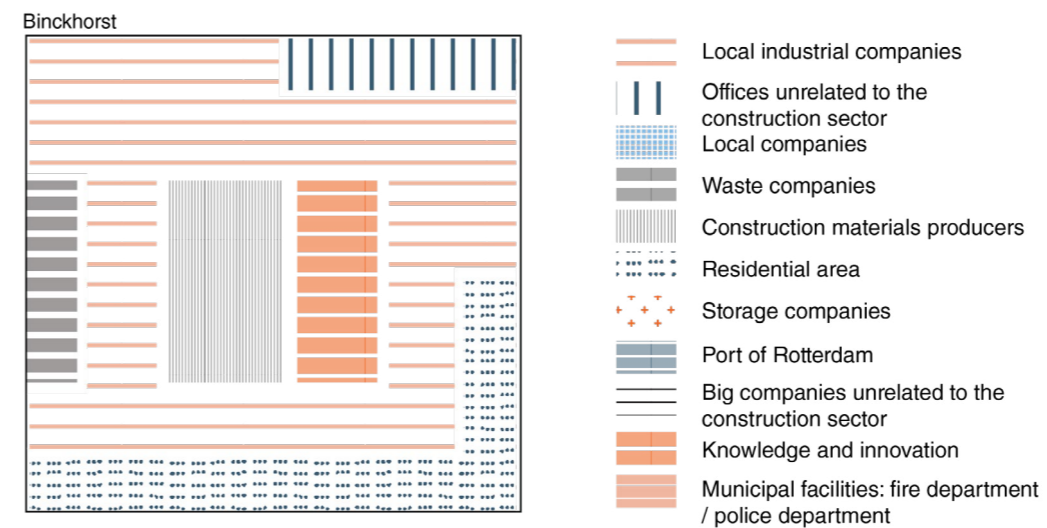 Binckhorst
Local industrial companies
Offices unrelated to the
construction sector
Local companies
Waste companies
Construction materials producers
Residential area
Storage companies
Port of Rotterdam
Big companies unrelated to the
construction sector
Knowledge and innovation
Municipal facilities: fire department
/ police department